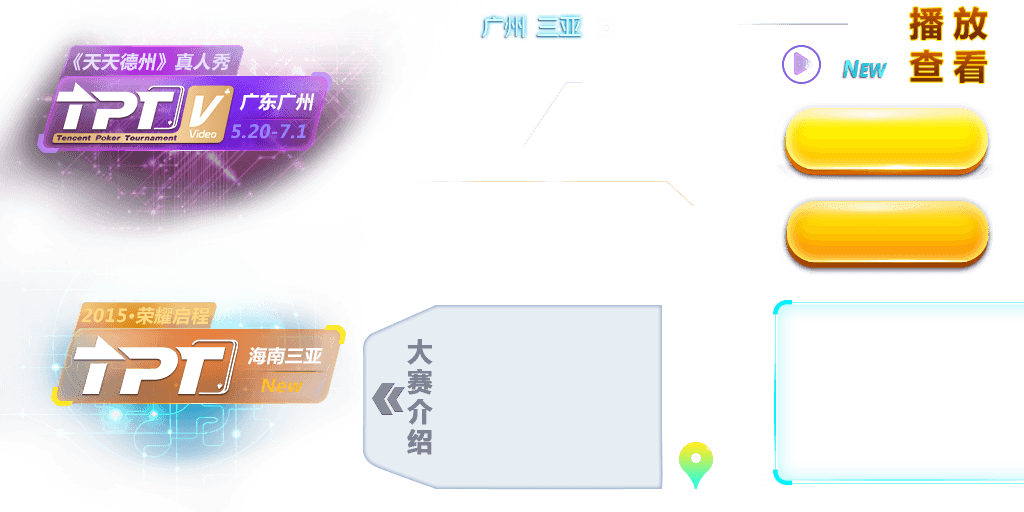 《天天德州》真人秀
TPT V Video
Tencent Poker Tournament
广东广州
5.20-7.1
广州 三亚
New
播放
查看
2015·荣耀启程
TPT
海南三亚
New
大赛介绍